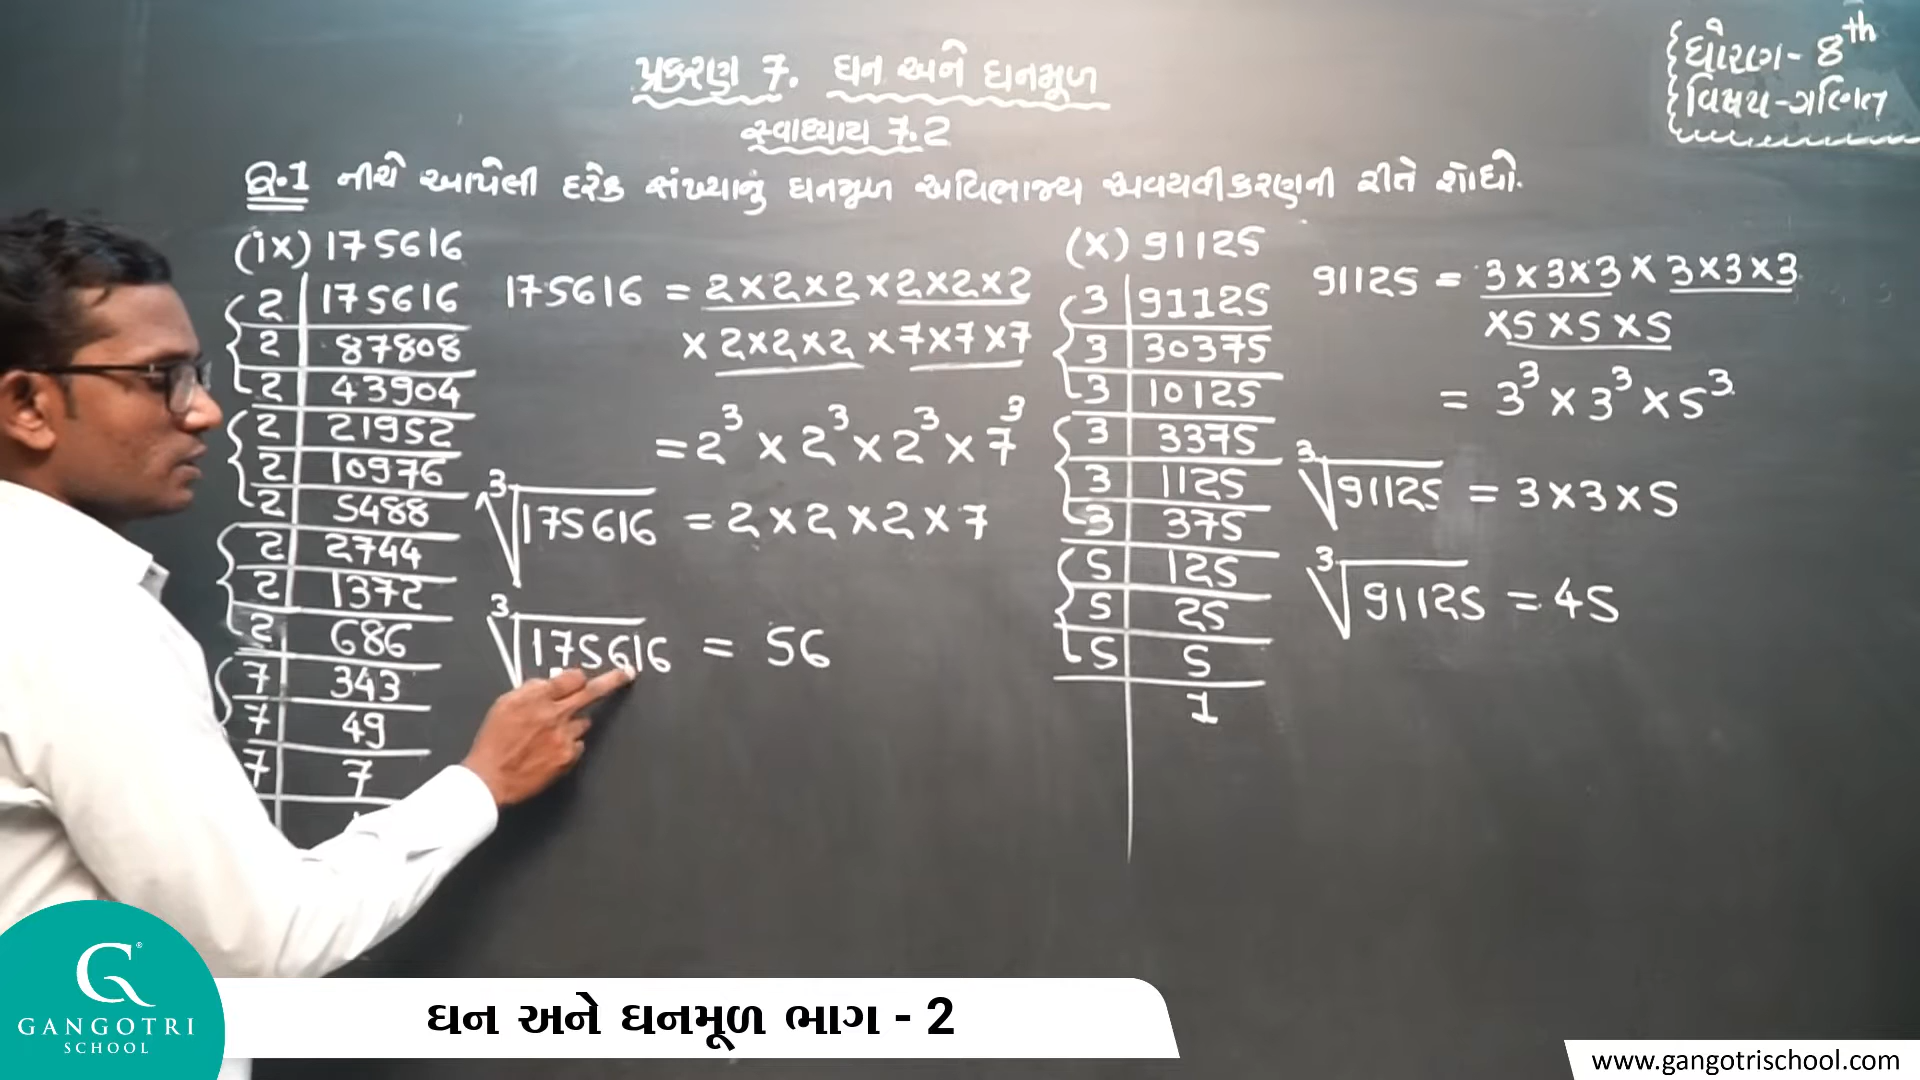 ધોરણ - 8th
વિષય - ગણિત
પ્રકરણ 7. ઘન અને ઘનમૂળ
સ્વાધ્યાય 7.2
Q.1 નીચે આપેલી દરેક સંખ્યાનું ઘનમૂળ અવિભાજ્ય અવયવીકરણની રીતે શોધો.
(ix) 175616
2 | 175616
2 | 87808
2 | 43904
2 | 21952
2 | 10976
2 | 5488
2 | 2744
2 | 1372
2 | 686
7 | 343
7 | 49
7 | 7
175616 = 2×2×2×2×2×2
×2×2×2×7×7×7
= 2³ × 2³ × 2³ × 7³
∛175616 = 2×2×2×7
∛175616 = 56
(x) 91125
3 | 91125
3 | 30375
3 | 10125
3 | 3375
3 | 1125
3 | 375
5 | 125
5 | 25
5 | 5
1
91125 = 3×3×3×3×3×3
×5×5×5
= 3³×3³×5³
∛91125 = 3×3×5
∛91125 = 45
G®
GANGOTRI
SCHOOL
ઘન અને ઘનમૂળ ભાગ - 2
www.gangotrischool.com